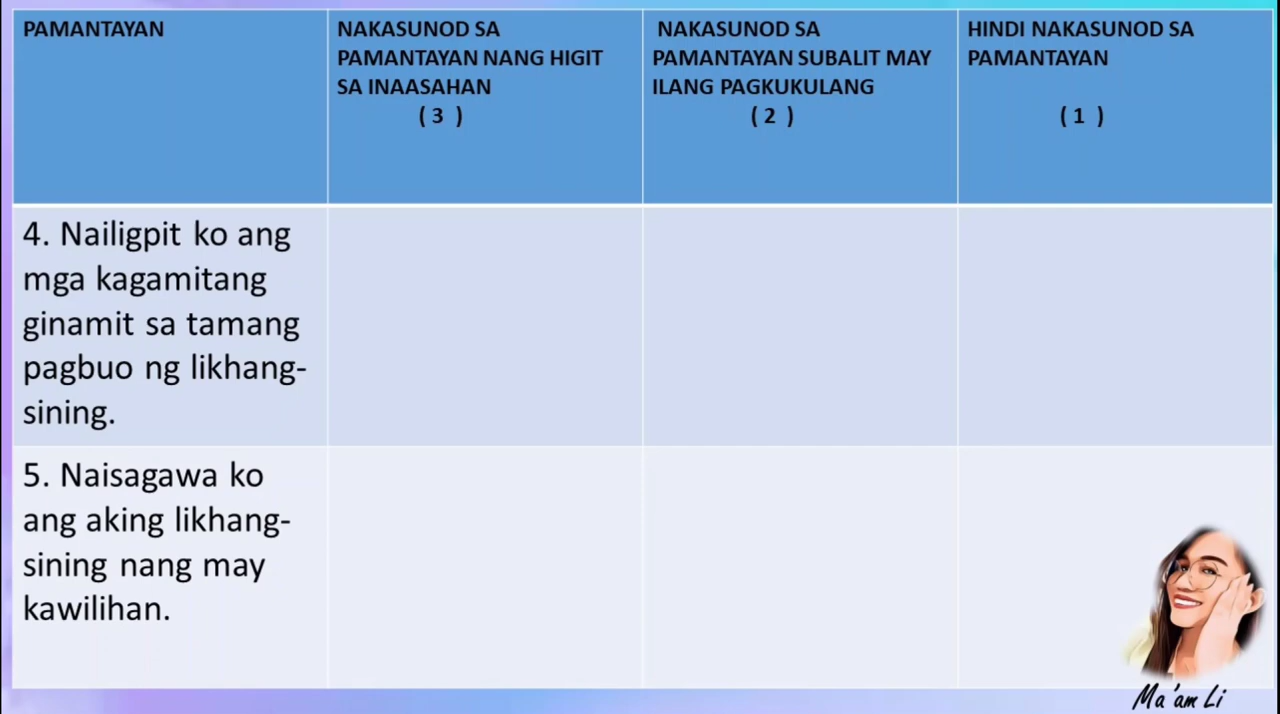 PAMANTAYAN
NAKASUNOD SA
PAMANTAYAN NANG HIGIT
SA INAASAHAN
( 3 )
NAKASUNOD SA
PAMANTAYAN SUBALIT MAY
ILANG PAGKUKULANG
( 2 )
HINDI NAKASUNOD SA
PAMANTAYAN
( 1 )
4. Nailigpit ko ang
mga kagamitang
ginamit sa tamang
pagbuo ng likhang-
sining.
5. Naisagawa ko
ang aking likhang-
sining nang may
kawilihan.
Ma'am Li